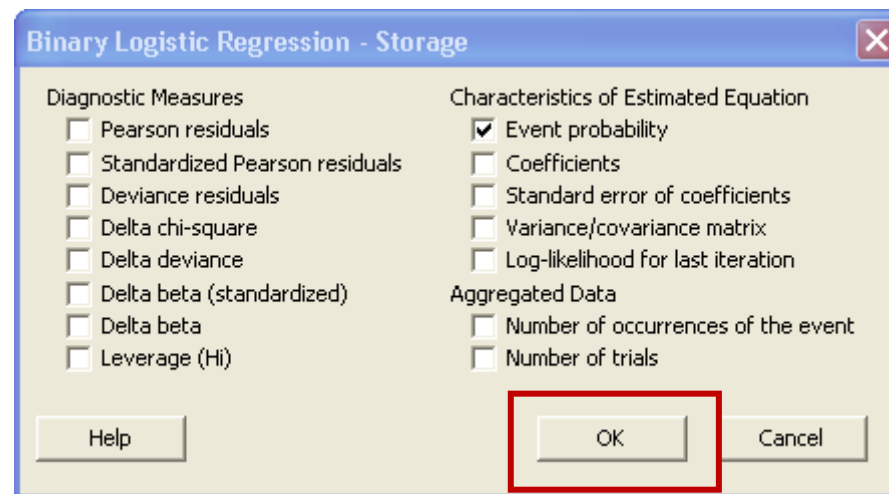 Binary Logistic Regression - Storage
Diagnostic Measures
Pearson residuals
Standardized Pearson residuals
Deviance residuals
Delta chi-square
Delta deviance
Delta beta (standardized)
Delta beta
Leverage (Hi)
Characteristics of Estimated Equation
Event probability
Coefficients
Standard error of coefficients
Variance/covariance matrix
Log-likelihood for last iteration
Aggregated Data
Number of occurrences of the event
Number of trials
Help
OK
Cancel